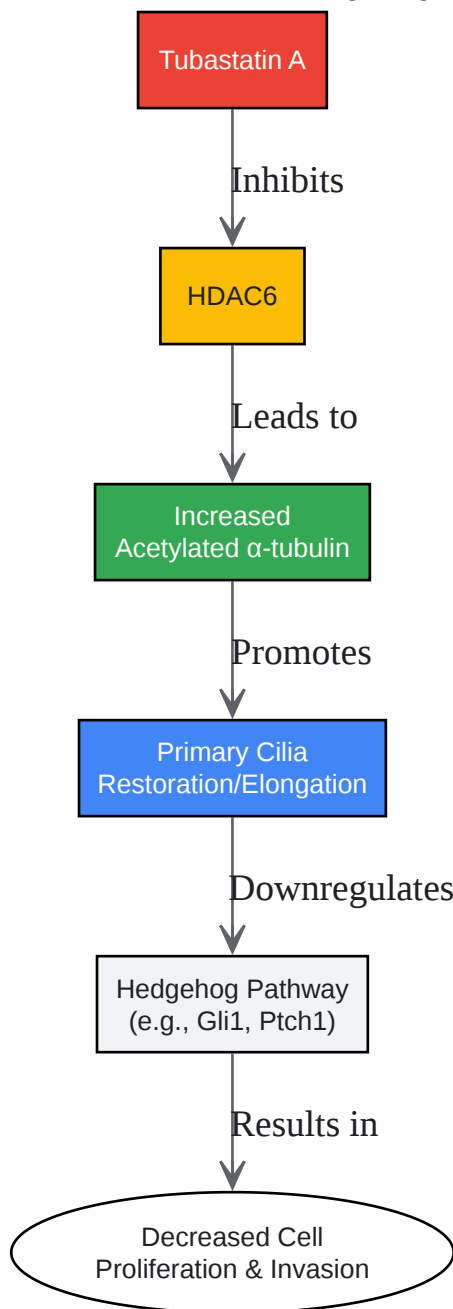 Tubastatin A
Inhibits
HDAC6
Leads to
Increased
Acetylated α-tubulin
Promotes
Primary Cilia
Restoration/Elongation
Downregulates
Hedgehog Pathway
(e.g., Gli1, Ptch1)
Results in
Decreased Cell
Proliferation & Invasion